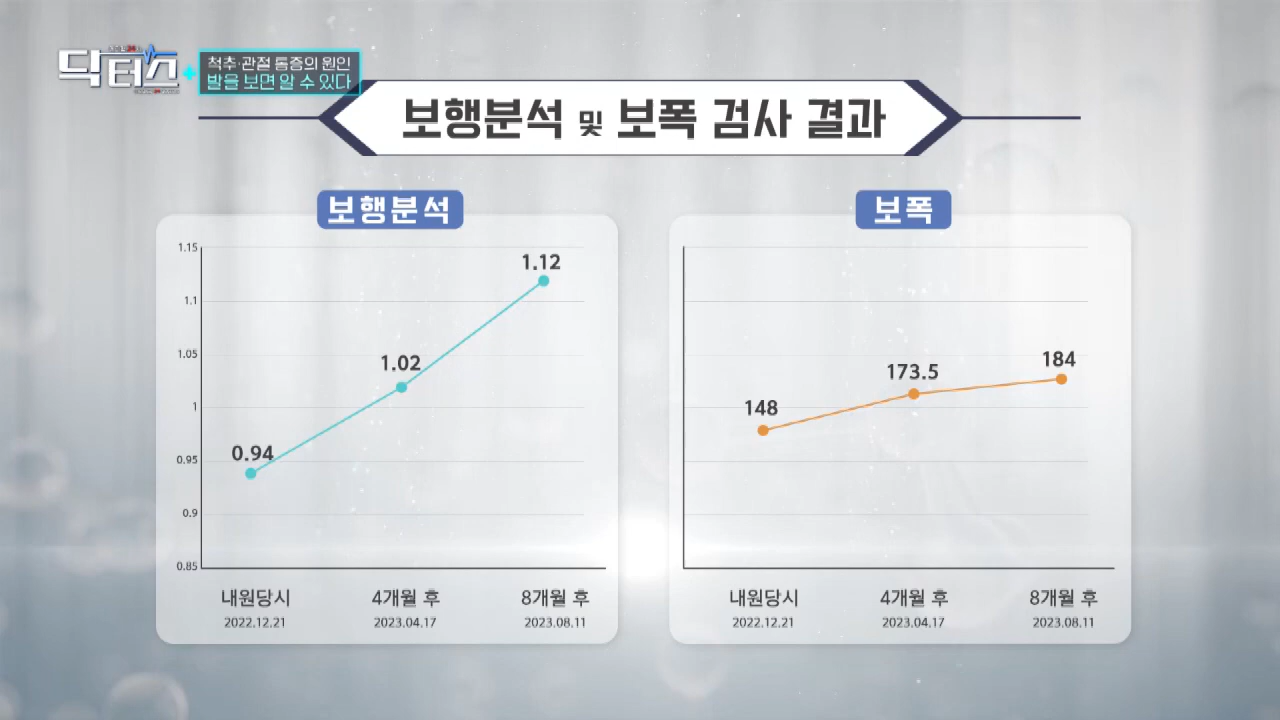 닥터스
척추·관절 통증의 원인
발을 보면 알 수 있다
보행분석 및 보폭 검사 결과
보행분석
1.15
1.1
1.05
1
0.95
0.9
0.85
0.94
1.02
1.12
내원당시
4개월 후
8개월 후
2022.12.21
2023.04.17
2023.08.11
보폭
148
173.5
184
내원당시
4개월 후
8개월 후
2022.12.21
2023.04.17
2023.08.11